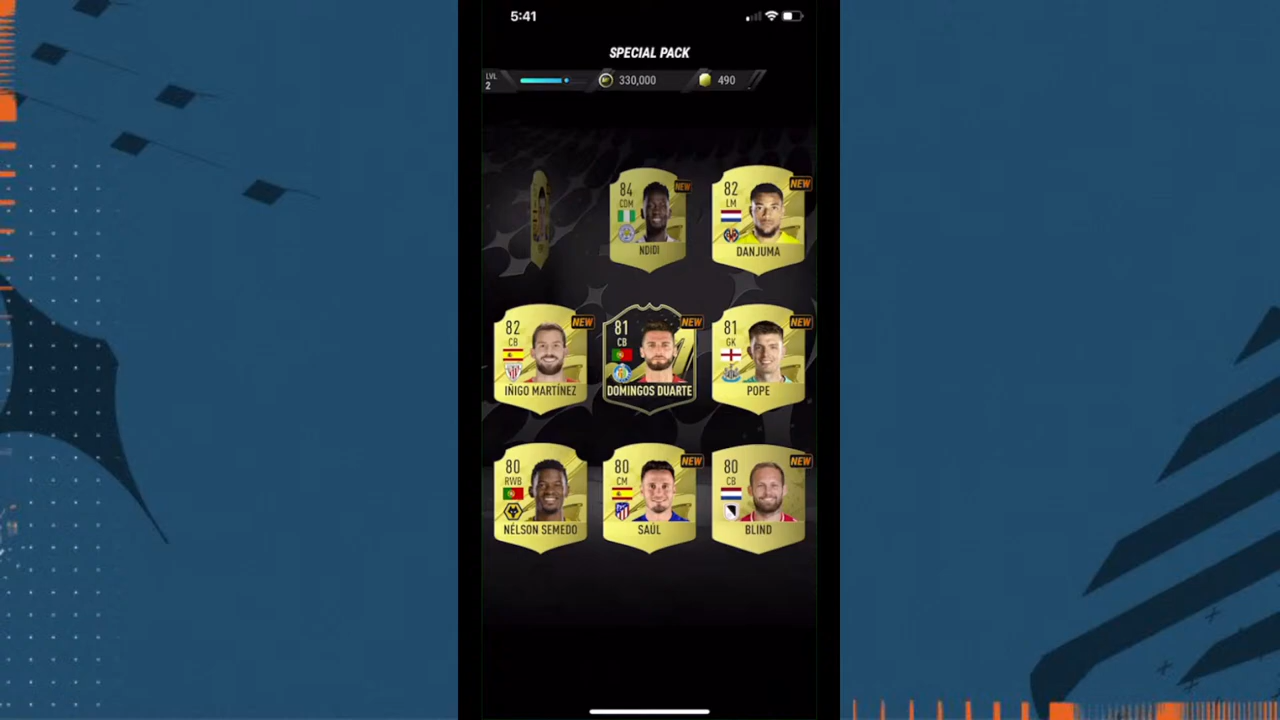 5:41
SPECIAL PACK
LVL
2
330,000
490
84
CDM
NEW
NDIDI
82
LM
NEW
DANJUMA
82
CB
NEW
IÑIGO MARTÍNEZ
81
CB
NEW
DOMINGOS DUARTE
81
GK
NEW
POPE
80
RWB
NÉLSON SEMEDO
80
CM
NEW
SAÚL
80
CB
NEW
BLIND